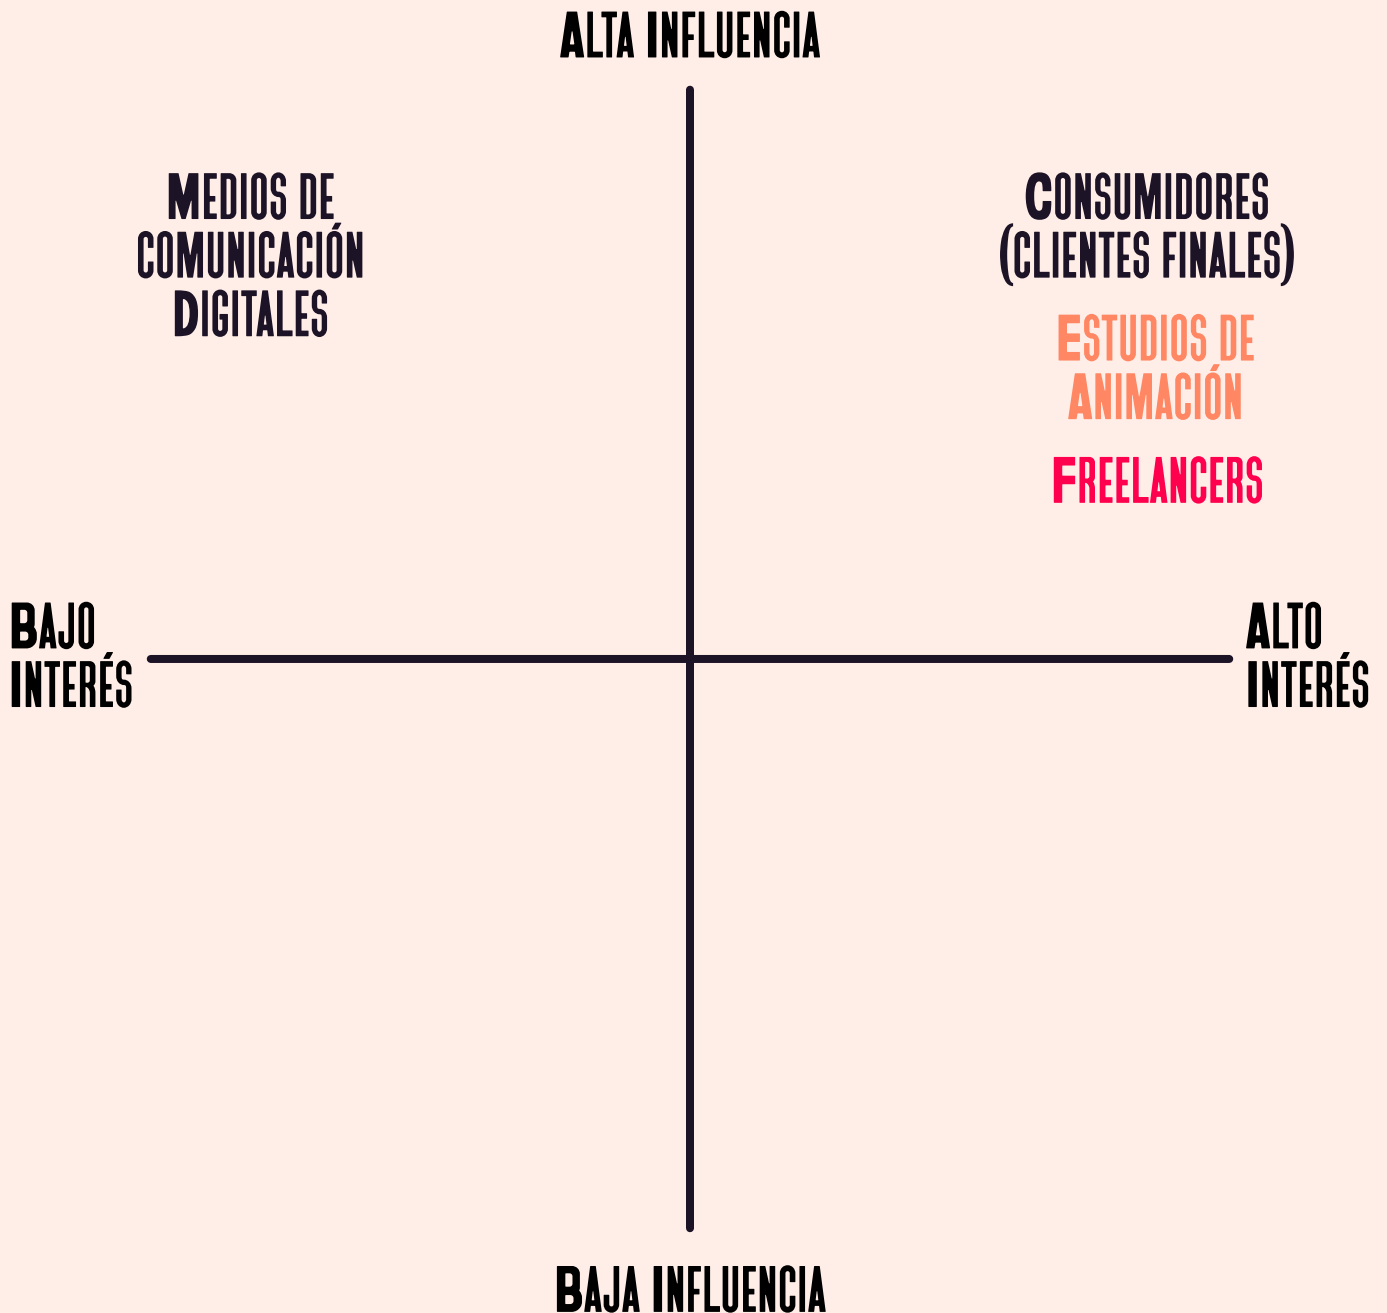 Alta Influencia
Medios de
comunicación
Digitales
Consumidores
(clientes finales)
Estudios de
Animación
Freelancers
Bajo
Interés
Alto
Interés
Baja Influencia